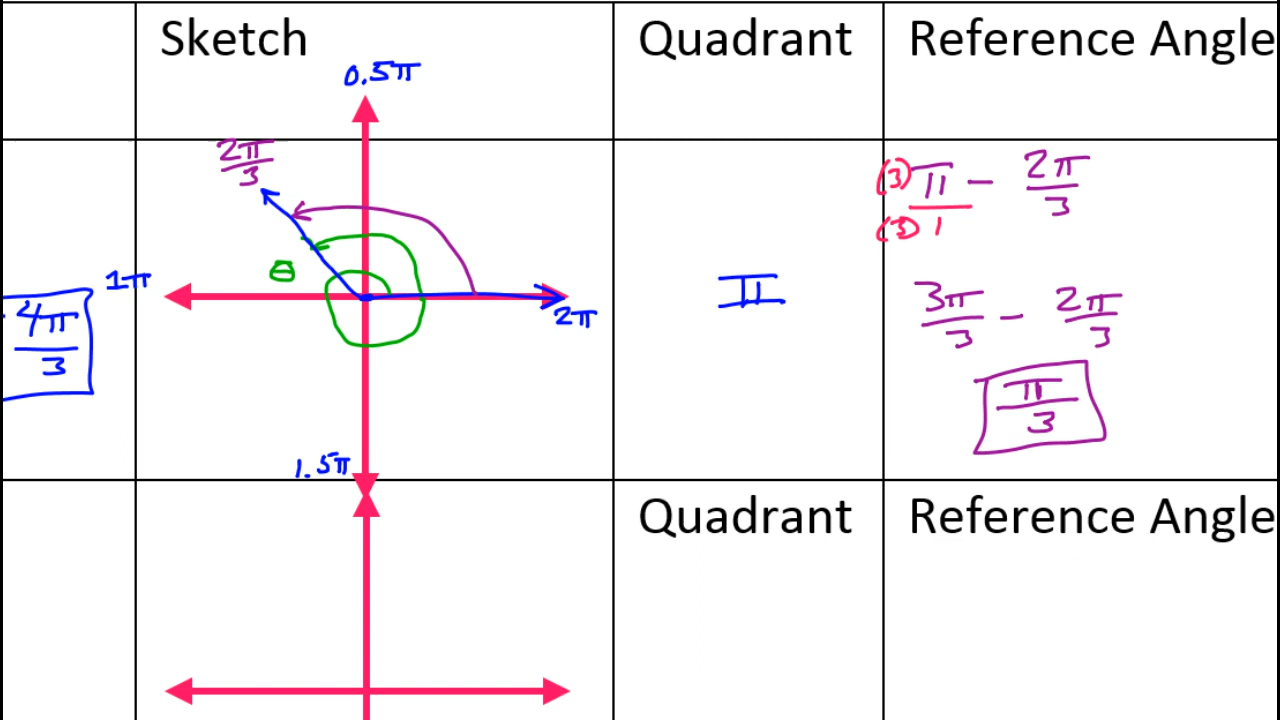 Sketch Quadrant Reference Angle
0.5π
2π/3
θ
1π
2π
1.5π
- 4π/3
II
(3)π/(3)1 - 2π/3
3π/3 - 2π/3
π/3
Quadrant Reference Angle